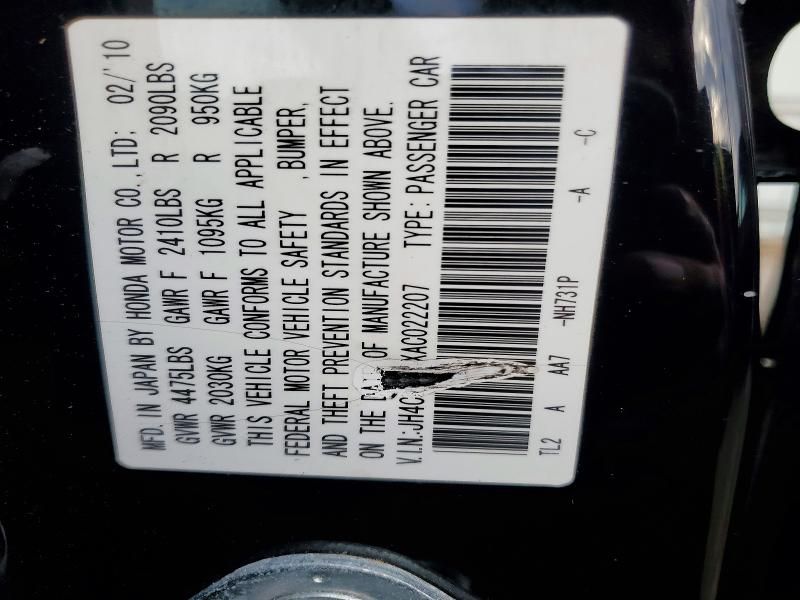 MFD. IN JAPAN BY HONDA MOTOR CO., LTD; 02/'10
GVWR 4475LBS GAWR F 2410LBS R 2090LBS
GVWR 2030KG GAWR F 1095KG R 950KG
THIS VEHICLE CONFORMS TO ALL APPLICABLE
FEDERAL MOTOR VEHICLE SAFETY , BUMPER,
AND THEFT PREVENTION STANDARDS IN EFFECT
ON THE OF MANUFACTURE SHOWN ABOVE.
V.I.N.: TYPE: PASSENGER CAR
TL2 A AA7 -NH731P -A -C